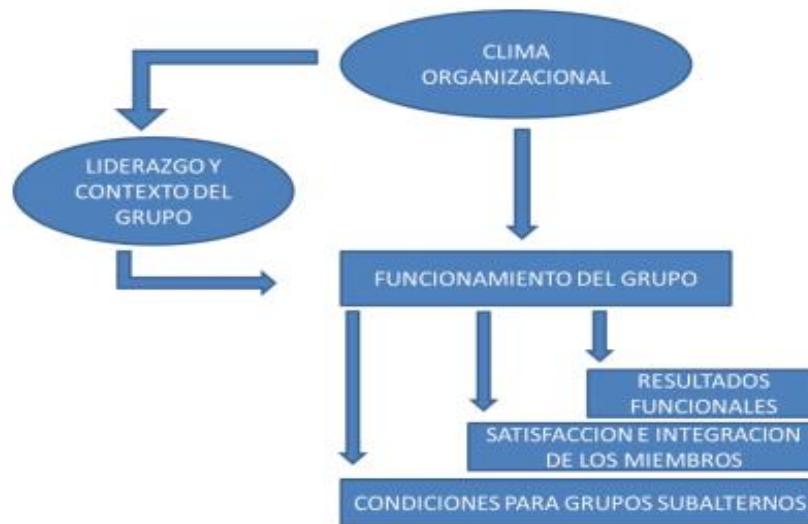 CLIMA
ORGANIZACIONAL
LIDERAZGO Y
CONTEXTO DEL
GRUPO
FUNCIONAMIENTO DEL GRUPO
RESULTADOS
FUNCIONALES
SATISFACCION E INTEGRACION
DE LOS MIEMBROS
CONDICIONES PARA GRUPOS SUBALTERNOS